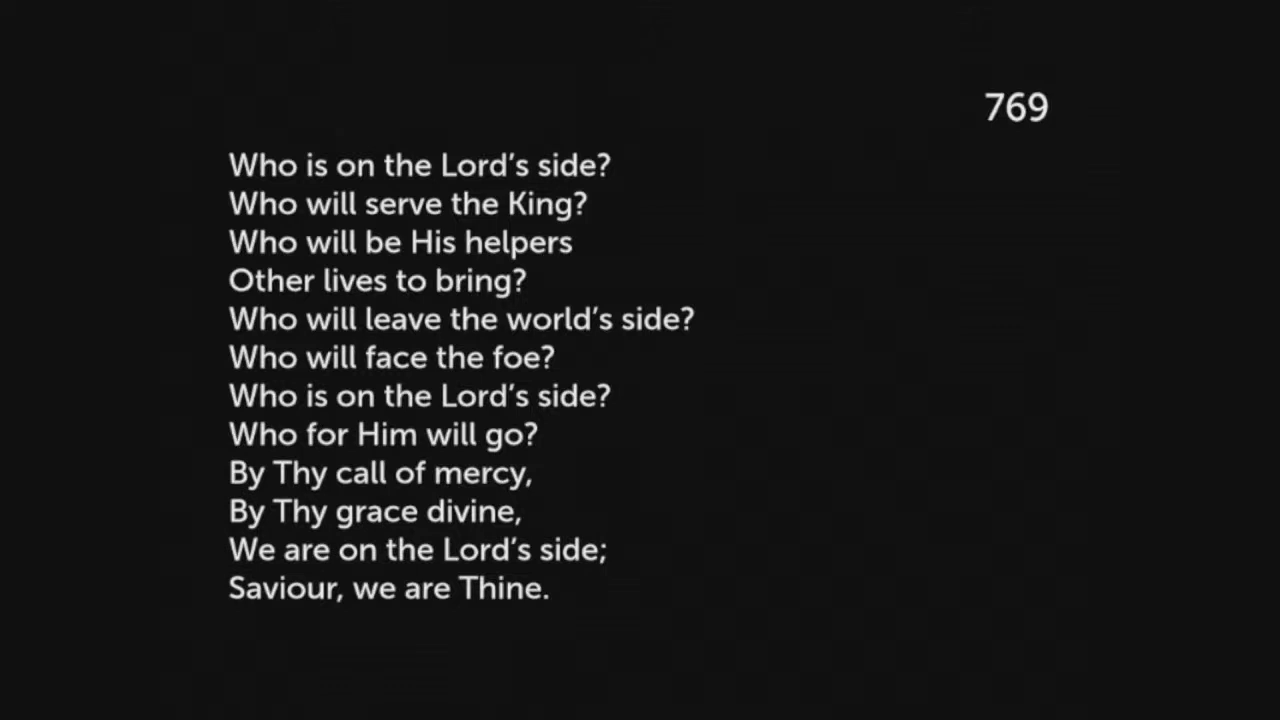 769
Who is on the Lord’s side?
Who will serve the King?
Who will be His helpers
Other lives to bring?
Who will leave the world’s side?
Who will face the foe?
Who is on the Lord’s side?
Who for Him will go?
By Thy call of mercy,
By Thy grace divine,
We are on the Lord’s side;
Saviour, we are Thine.